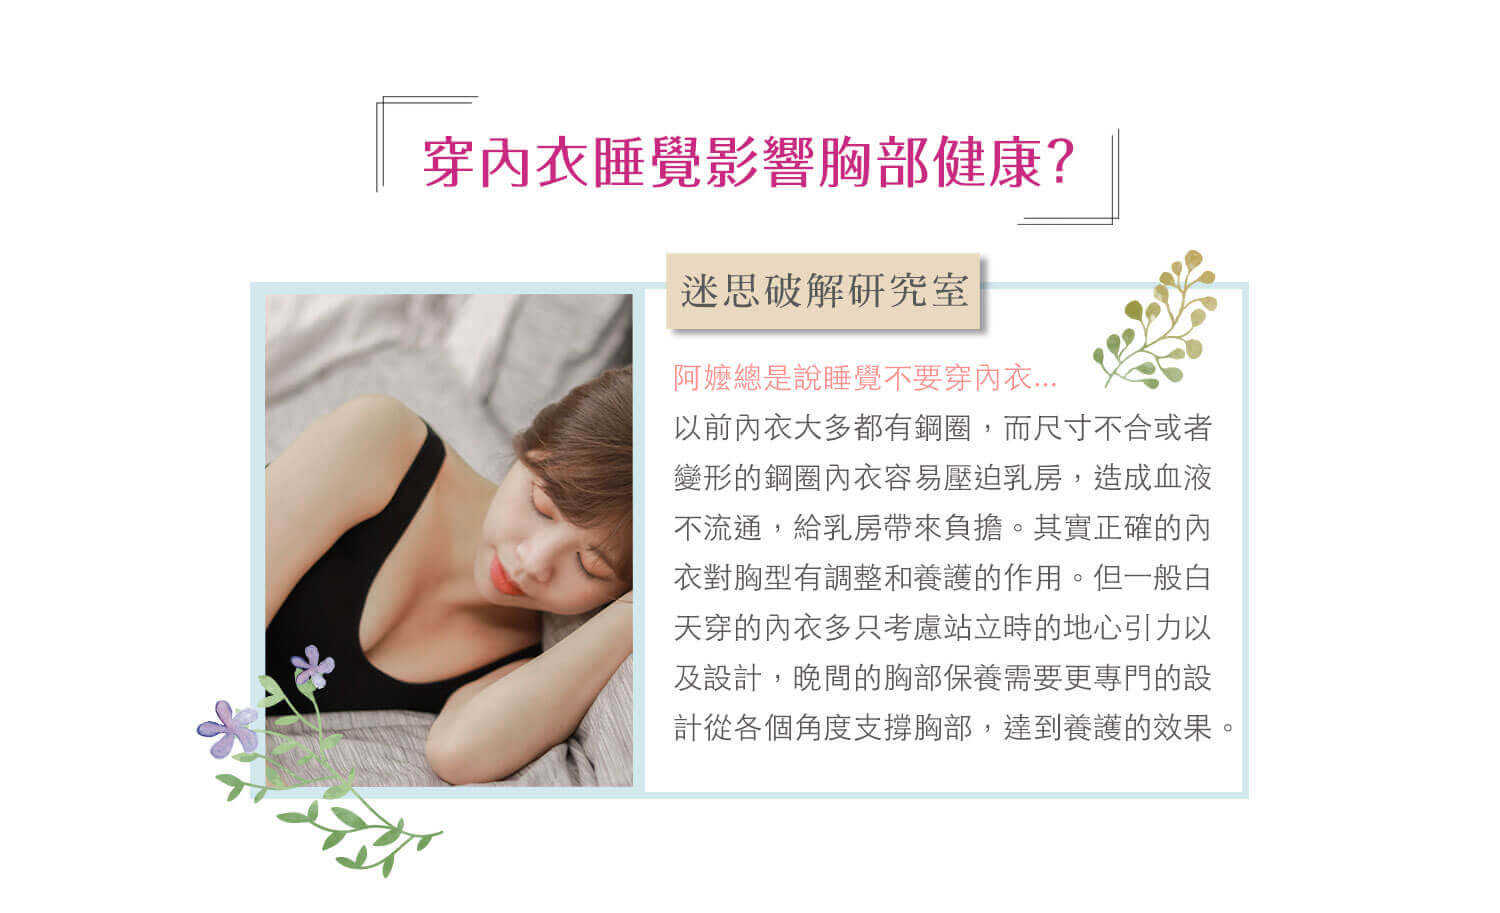 穿內衣睡覺影響胸部健康?
迷思破解研究室
阿嬤總是說睡覺不要穿內衣...
以前內衣大多都有鋼圈，而尺寸不合或者
變形的鋼圈內衣容易壓迫乳房，造成血液
不流通，給乳房帶來負擔。其實正確的內
衣對胸型有調整和養護的作用。但一般白
天穿的內衣多只考慮站立時的地心引力以
及設計，晚間的胸部保養需要更專門的設
計從各個角度支撐胸部，達到養護的效果。